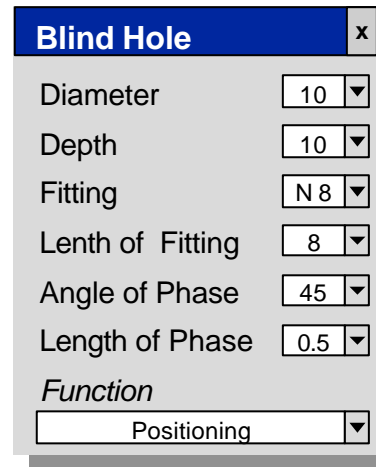 Blind Hole x
Diameter 10
Depth 10
Fitting N 8
Lenth of Fitting 8
Angle of Phase 45
Length of Phase 0.5
Function
Positioning